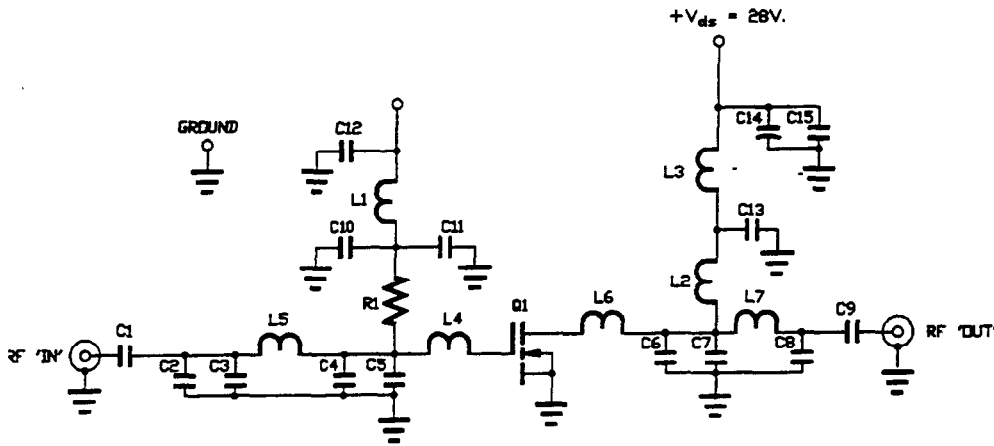 +Vds = 28V.
GROUND
C12
C14
C15
L3
L1
C10
C11
C13
L2
R1
Q1
L6
L7
C9
C1
L5
L4
RF 'IN'
RF 'OUT'
C2
C3
C4
C5
C6
C7
C8